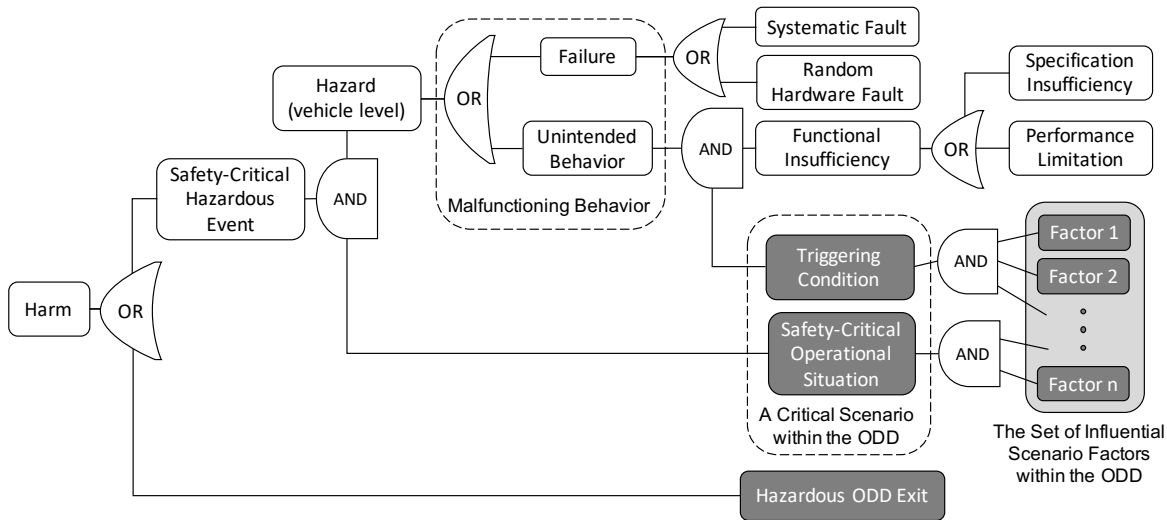 Systematic Fault
OR
Random
Hardware Fault
Failure
OR
Hazard
(vehicle level)
Unintended
Behavior
Malfunctioning Behavior
AND
Functional
Insufficiency
OR
Specification
Insufficiency
Performance
Limitation
Safety-Critical
Hazardous
Event
AND
Harm
OR
Triggering
Condition
AND
Safety-Critical
Operational
Situation
AND
A Critical Scenario
within the ODD
Factor 1
Factor 2
Factor n
The Set of Influential
Scenario Factors
within the ODD
Hazardous ODD Exit